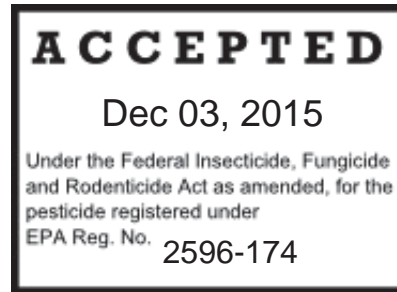 ACCEPTED
Dec 03, 2015
Under the Federal Insecticide, Fungicide
and Rodenticide Act as amended, for the
pesticide registered under
EPA Reg. No. 2596-174